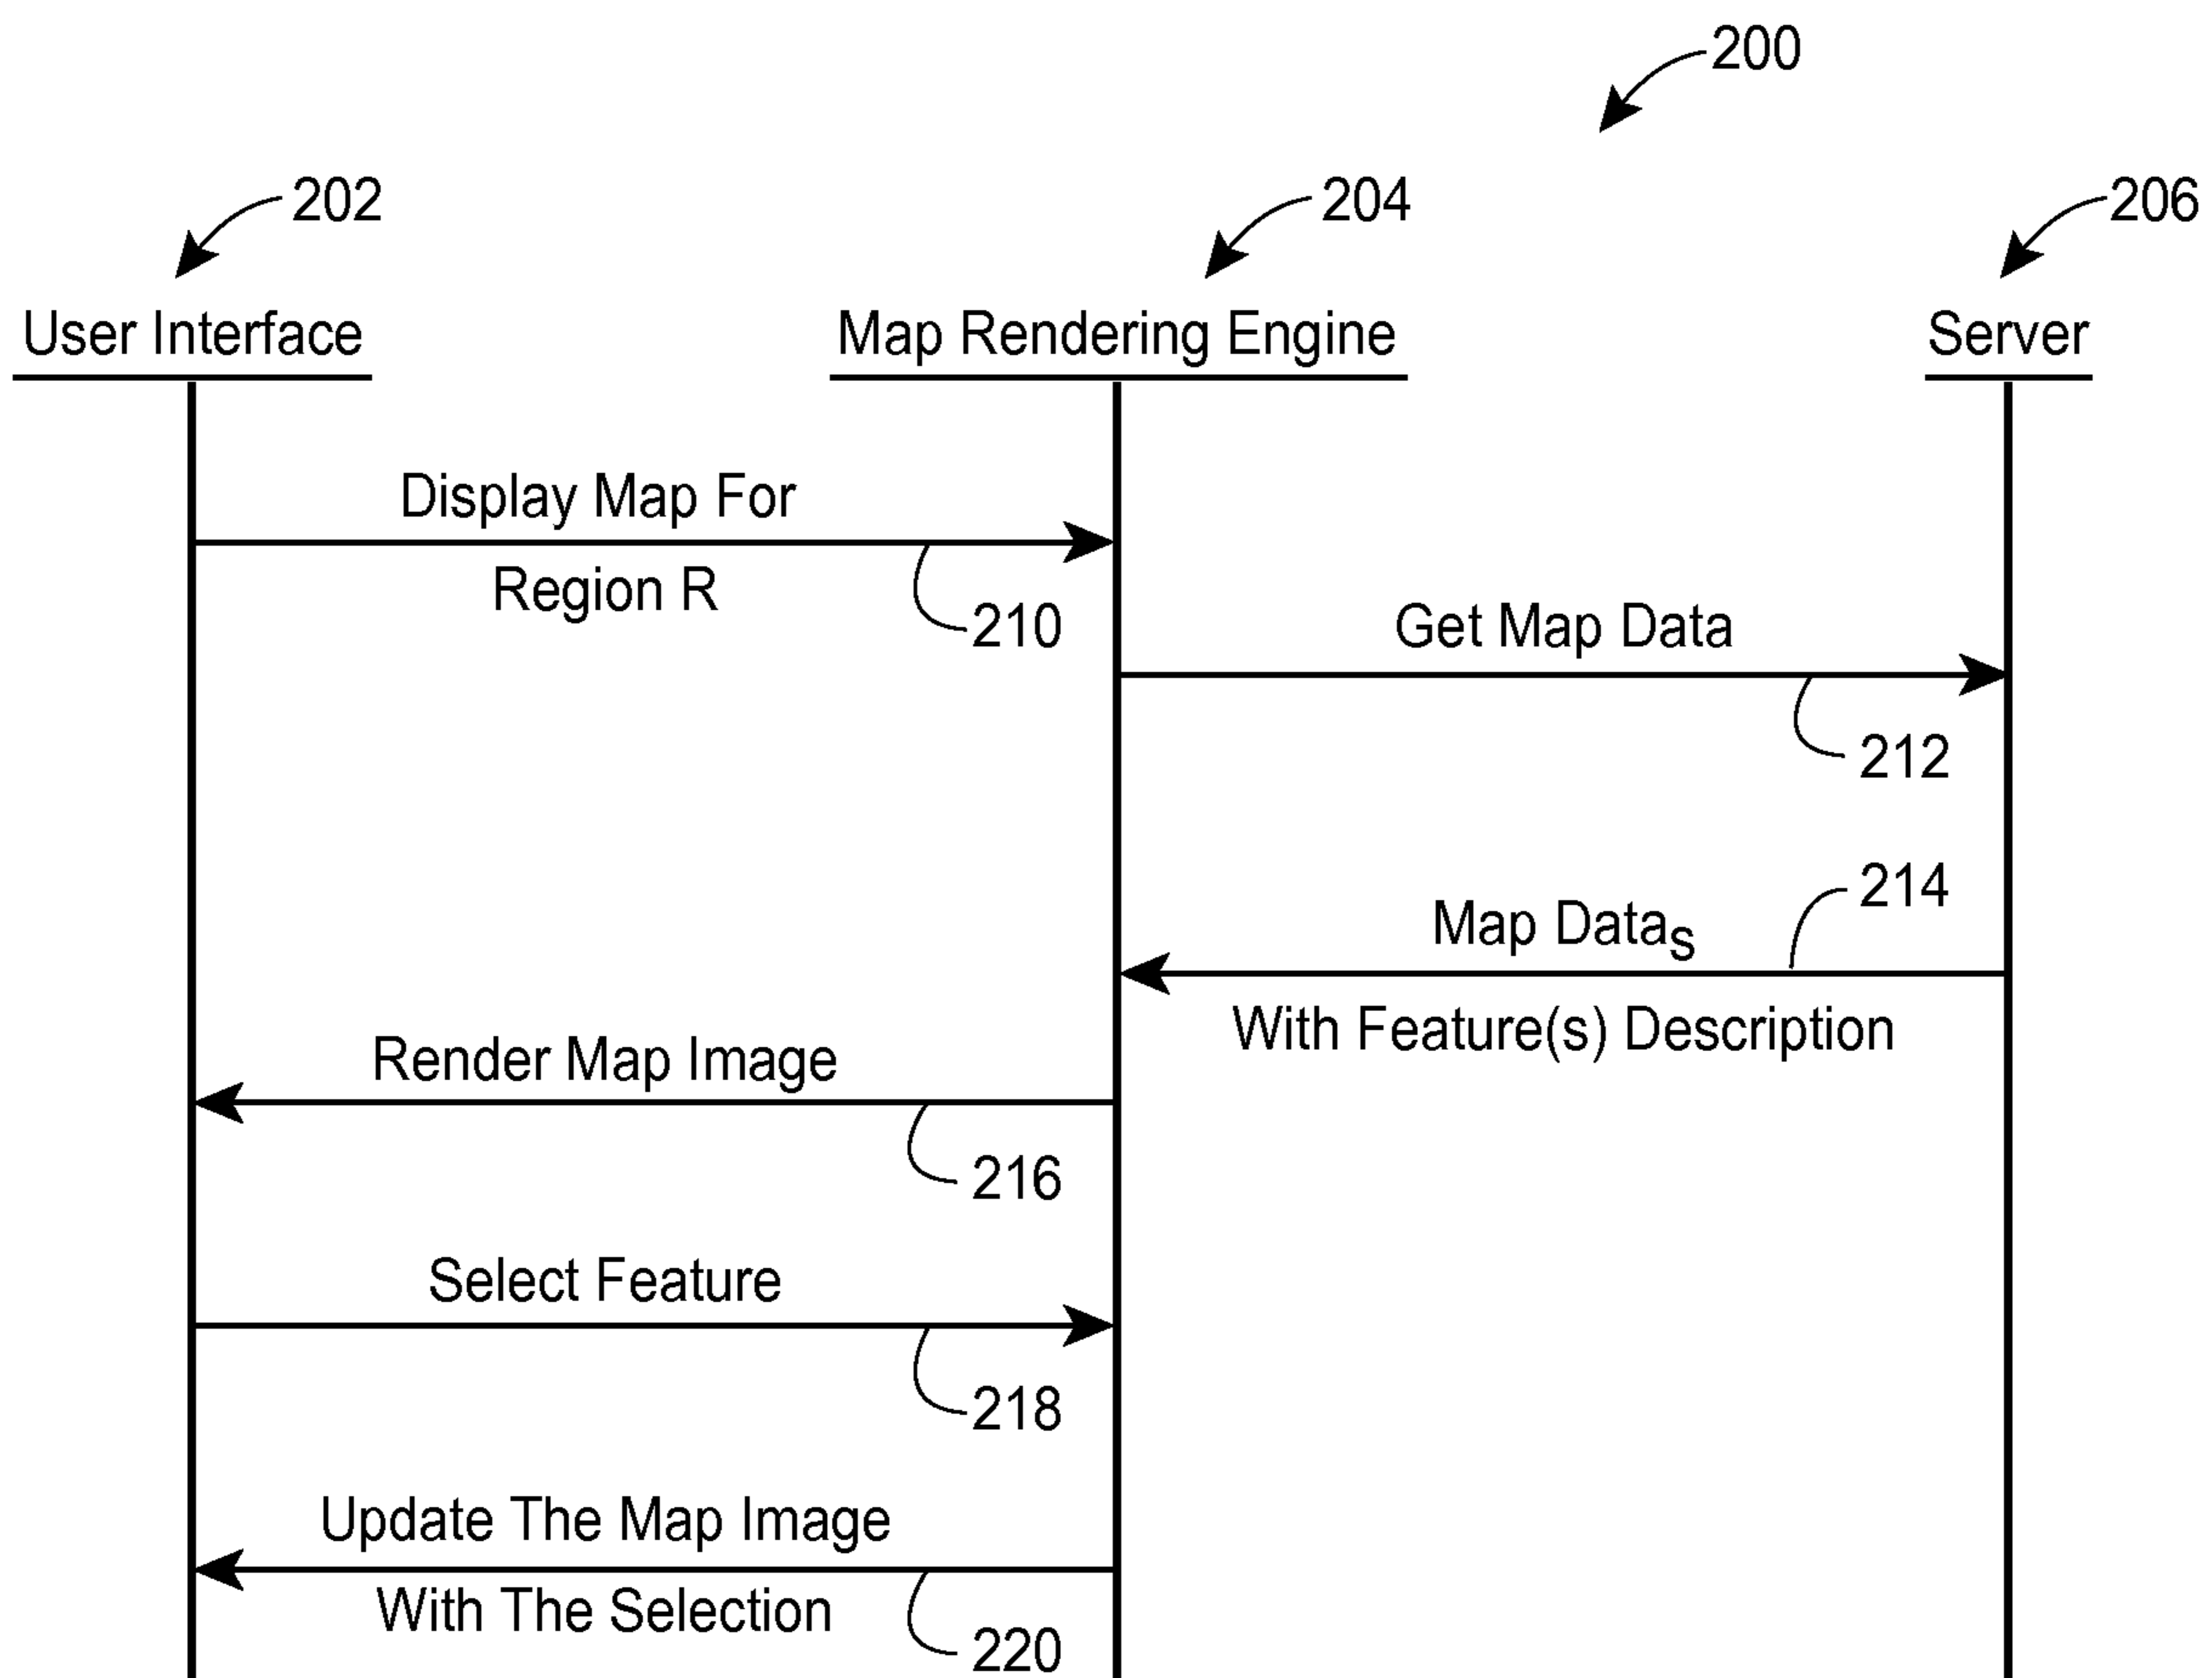 200
202
204
206
User Interface
Map Rendering Engine
Server
Display Map For
Region R
210
Get Map Data
212
214
Map DataS
With Feature(s) Description
Render Map Image
216
Select Feature
218
Update The Map Image
With The Selection
220